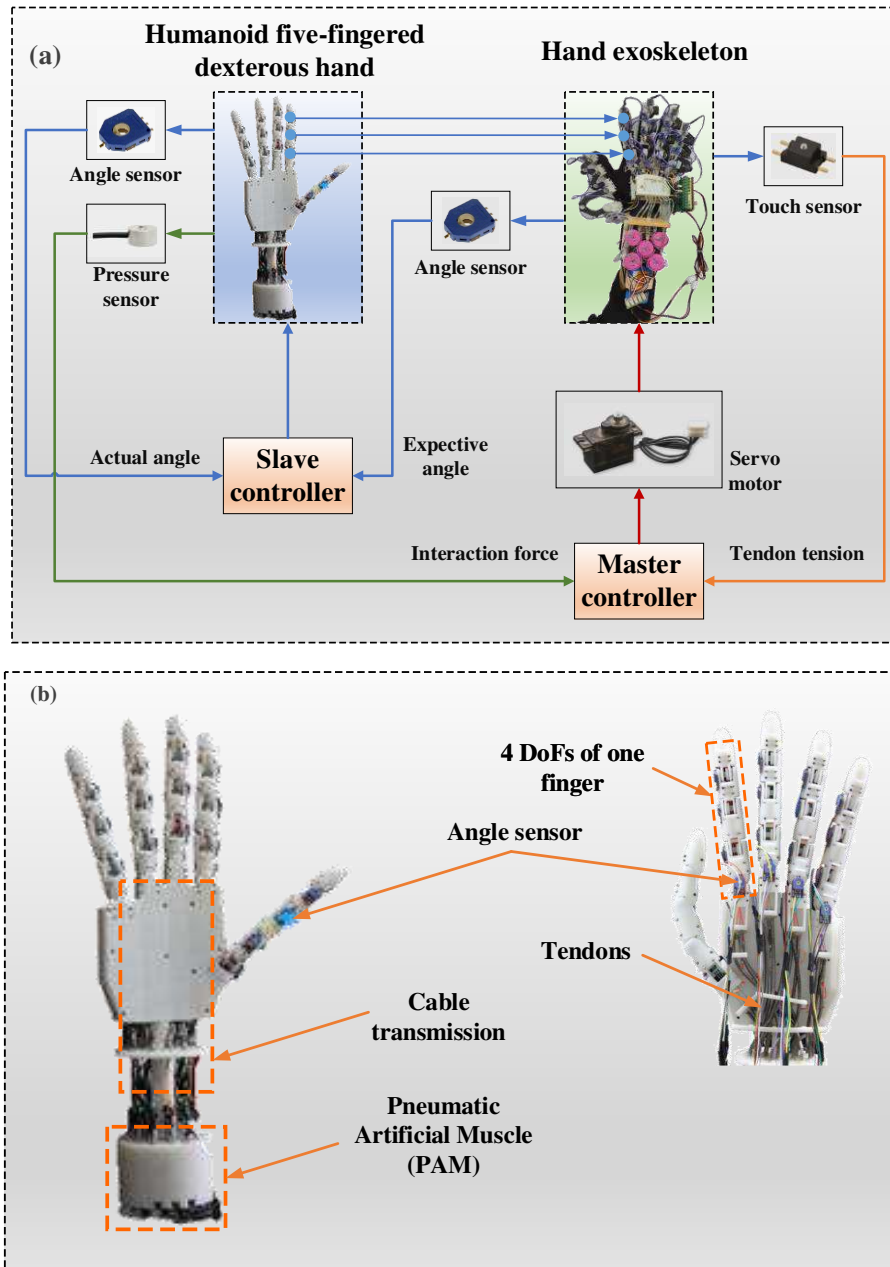 (a)
Humanoid five-fingered
dexterous hand
Hand exoskeleton
Angle sensor
Pressure
sensor
Angle sensor
Touch sensor
Actual angle
Slave
controller
Expective
angle
Servo
motor
Interaction force
Master
controller
Tendon tension
(b)
4 DoFs of one
finger
Angle sensor
Tendons
Cable
transmission
Pneumatic
Artificial Muscle
(PAM)